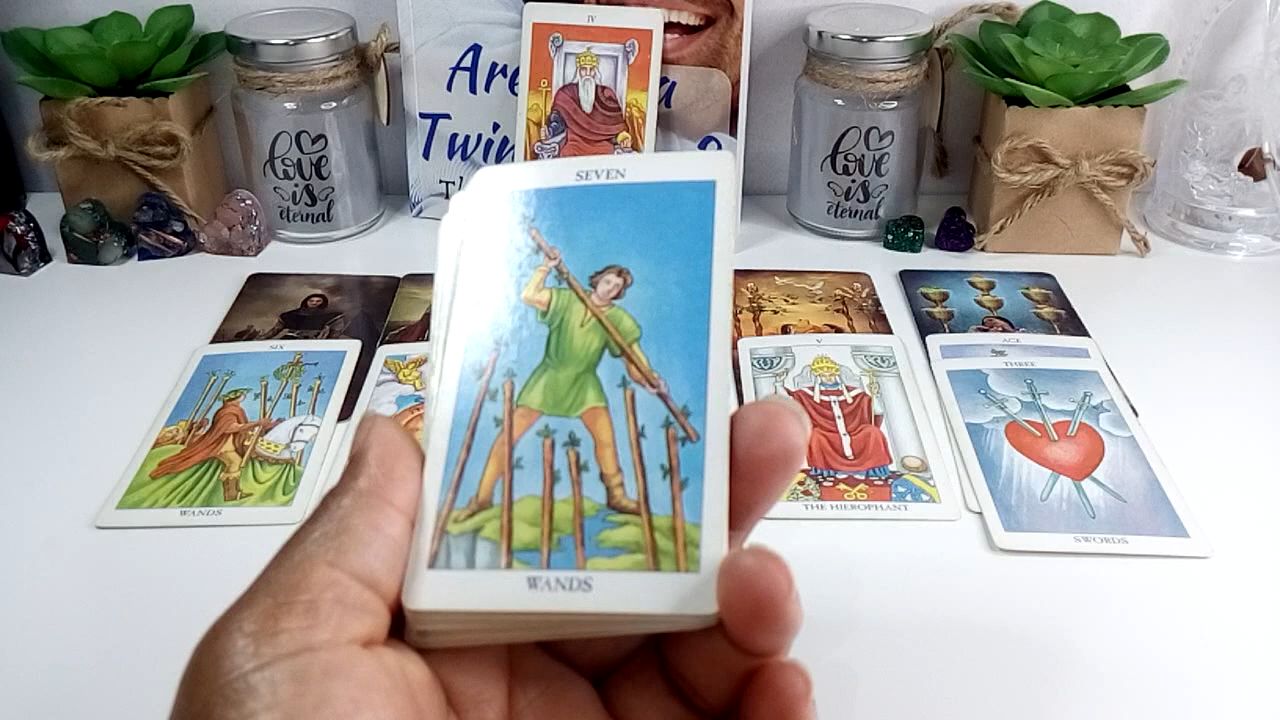 IV
Are
a
Twin
?
love
is
eternal
love
is
eternal
SEVEN
WANDS
SIX
WANDS
V
THE HIEROPHANT
ACE
THREE
SWORDS